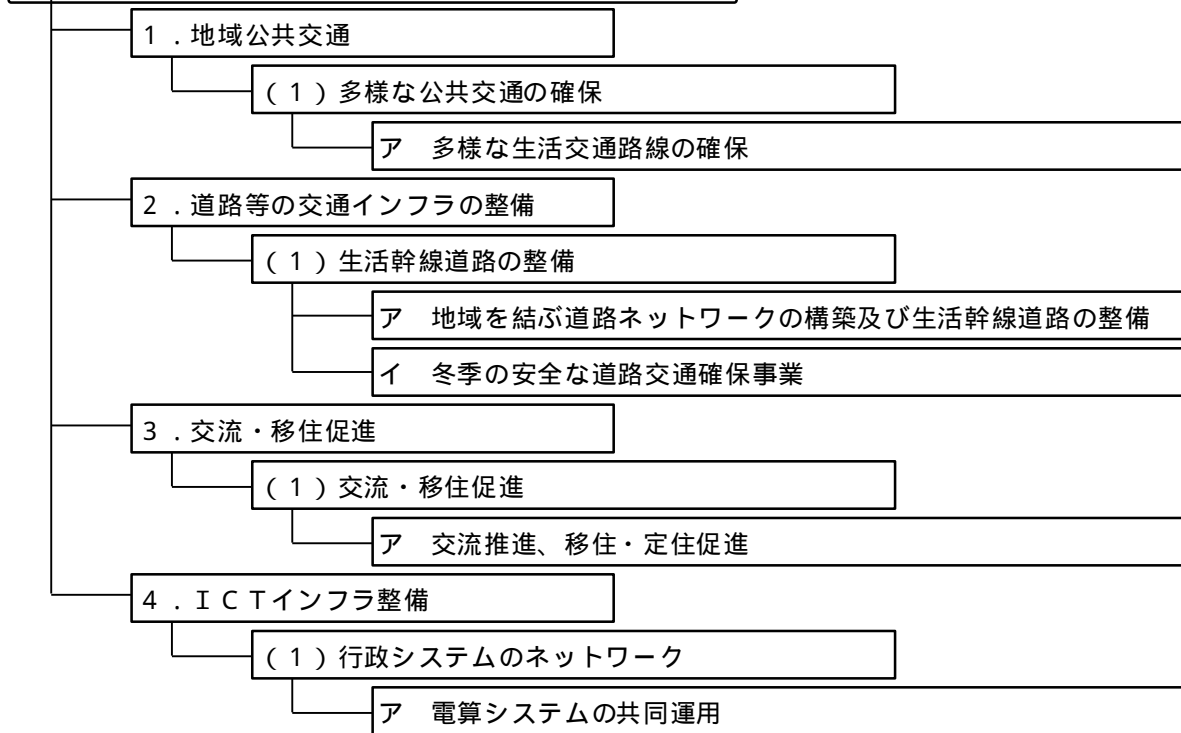 １．地域公共交通
（１）多様な公共交通の確保
ア　多様な生活交通路線の確保
２．道路等の交通インフラの整備
（１）生活幹線道路の整備
ア　地域を結ぶ道路ネットワークの構築及び生活幹線道路の整備
イ　冬季の安全な道路交通確保事業
３．交流・移住促進
（１）交流・移住促進
ア　交流推進、移住・定住促進
４．ＩＣＴインフラ整備
（１）行政システムのネットワーク
ア　電算システムの共同運用